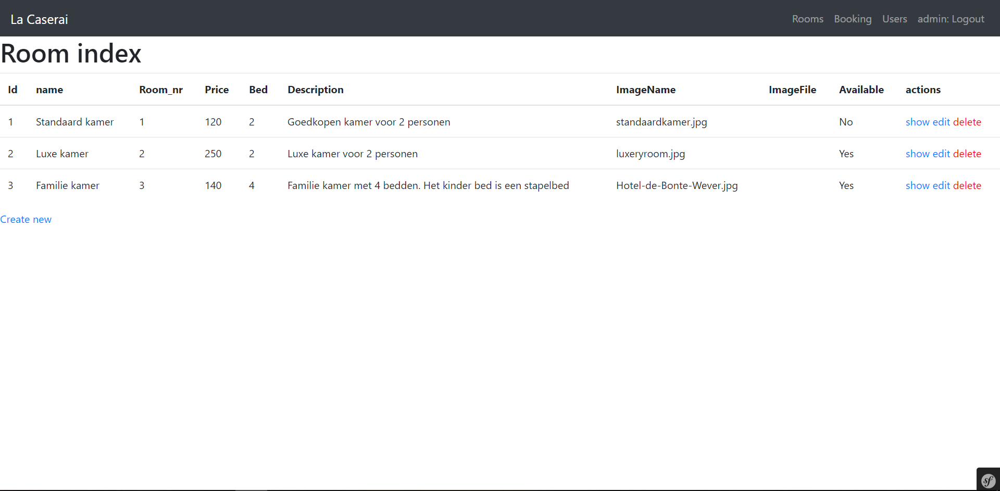 La Caserai Rooms Booking Users admin: Logout
Room index
Id name Room_nr Price Bed Description ImageName ImageFile Available actions
1 Standaard kamer 1 120 2 Goedkopen kamer voor 2 personen standaardkamer.jpg No show edit delete
2 Luxe kamer 2 250 2 Luxe kamer voor 2 personen luxeryroom.jpg Yes show edit delete
3 Familie kamer 3 140 4 Familie kamer met 4 bedden. Het kinder bed is een stapelbed Hotel-de-Bonte-Wever.jpg Yes show edit delete
Create new
sf